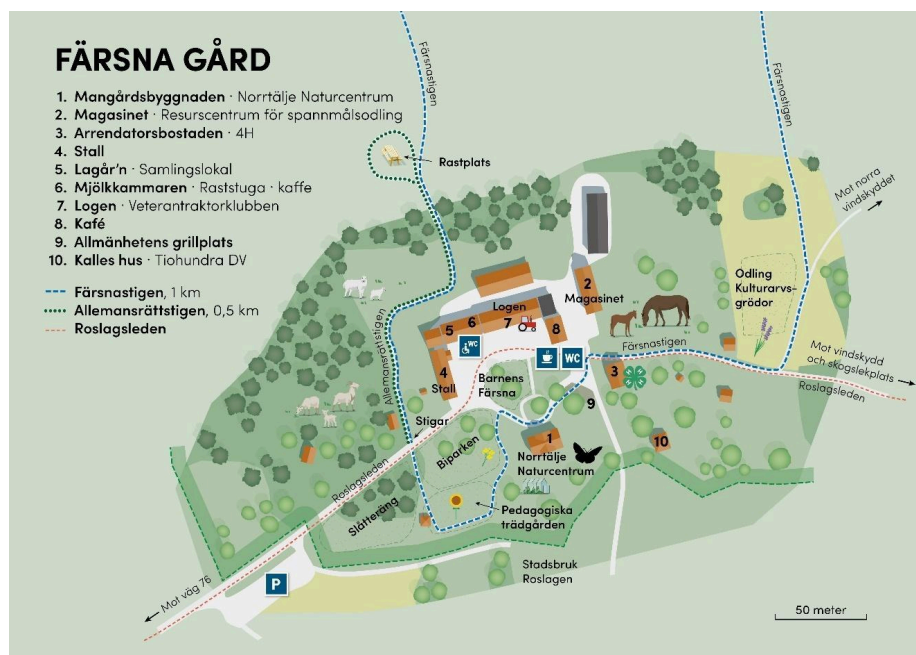 FÄRSNA GÅRD
1. Mangårdsbyggnaden · Norrtälje Naturcentrum
2. Magasinet · Resurscentrum för spannmålsodling
3. Arrendatorsbostaden · 4H
4. Stall
5. Lagår'n · Samlingslokal
6. Mjölkkammaren · Raststuga · kaffe
7. Logen · Veterantraktorklubben
8. Kafé
9. Allmänhetens grillplats
10. Kalles hus · Tiohundra DV
Färsnastigen, 1 km
Allemansrättstigen, 0,5 km
Roslagsleden
Färsnastigen
Färsnastigen
Rastplats
Mot norra
vindskyddet
Odling
Kulturarvs-
grödor
2
Magasinet
Logen
5 6 7 8
WC
WC
4
Stall
Barnens
Färsna
Färsnastigen
3
H H H H
Mot vindskydd
och skogslekplats
Roslagsleden
Allemansrättstigen
Stigar
9
1
10
Norrtälje
Naturcentrum
Biparken
Roslagsleden
Slåtteräng
Pedagogiska
trädgården
Stadsbruk
Roslagen
P
Mot väg 76
50 meter